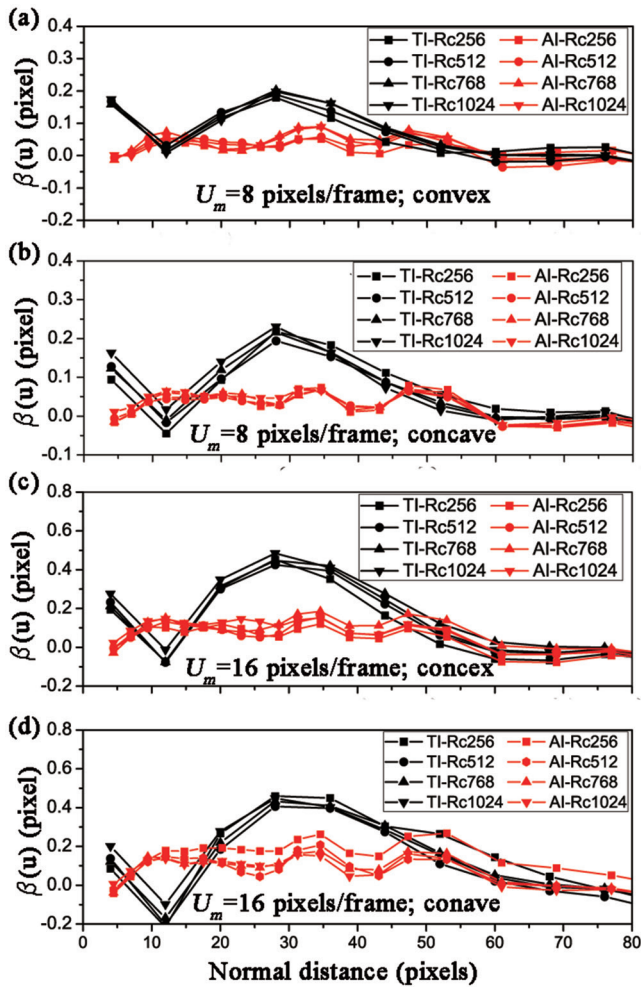 (a)
0.4
0.3
0.2
0.1
0.0
-0.1
-0.2
β(u) (pixel)
TI-Rc256 AI-Rc256
TI-Rc512 AI-Rc512
TI-Rc768 AI-Rc768
TI-Rc1024 AI-Rc1024
Um=8 pixels/frame; convex
(b)
0.4
0.3
0.2
0.1
0.0
-0.1
β(u) (pixel)
TI-Rc256 AI-Rc256
TI-Rc512 AI-Rc512
TI-Rc768 AI-Rc768
TI-Rc1024 AI-Rc1024
Um=8 pixels/frame; concave
(c)
0.8
0.6
0.4
0.2
0.0
-0.2
β(u) (pixel)
TI-Rc256 AI-Rc256
TI-Rc512 AI-Rc512
TI-Rc768 AI-Rc768
TI-Rc1024 AI-Rc1024
Um=16 pixels/frame; concex
(d)
0.8
0.6
0.4
0.2
0.0
-0.2
β(u) (pixel)
TI-Rc256 AI-Rc256
TI-Rc512 AI-Rc512
TI-Rc768 AI-Rc768
TI-Rc1024 AI-Rc1024
Um=16 pixels/frame; conave
0 10 20 30 40 50 60 70 80
Normal distance (pixels)